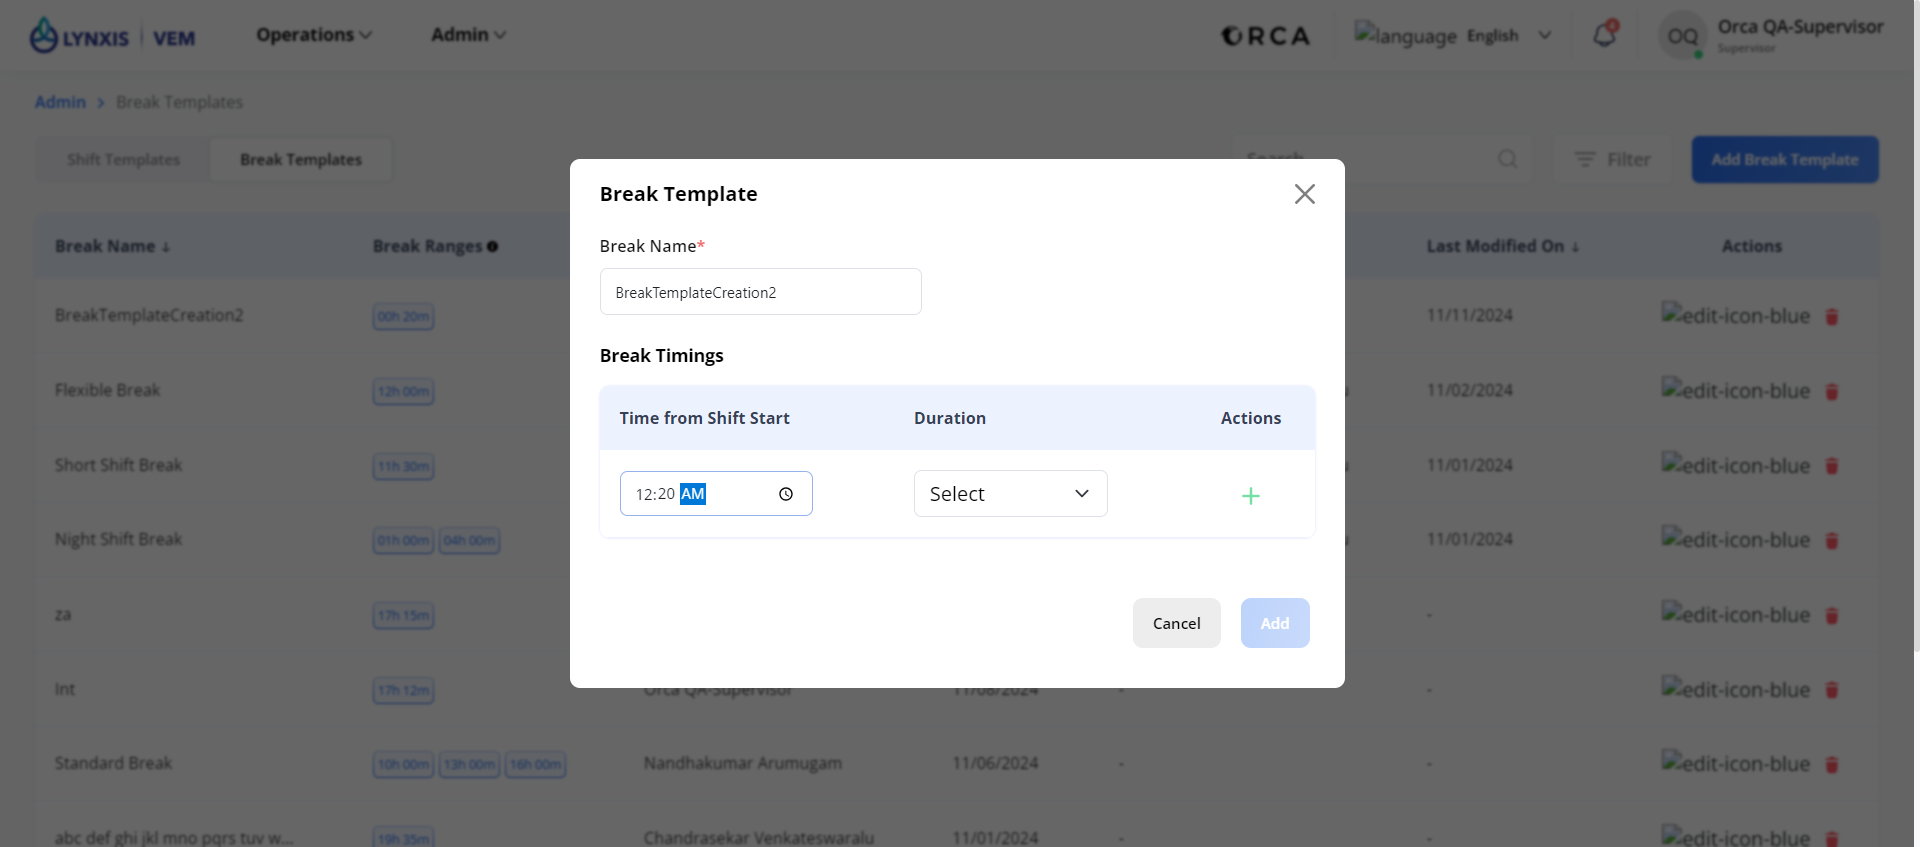 LYNXIS | VEM Operations Admin ORCA language English 4 OQ Orca QA-Supervisor
Supervisor
Admin > Break Templates
Shift Templates Break Templates Search Filter Add Break Template
Break Name ↓ Break Ranges Last Modified On ↓ Actions
BreakTemplateCreation2 00h 20m 11/11/2024 edit-icon-blue
Flexible Break 12h 00m 11/02/2024 edit-icon-blue
Short Shift Break 11h 30m 11/01/2024 edit-icon-blue
Night Shift Break 01h 00m 04h 00m 11/01/2024 edit-icon-blue
za 17h 15m - edit-icon-blue
Int 17h 12m Orca QA-Supervisor 11/08/2024 - - edit-icon-blue
Standard Break 10h 00m 13h 00m 16h 00m Nandhakumar Arumugam 11/06/2024 - - edit-icon-blue
abc def ghi jkl mno pqrs tuv w... 19h 35m Chandrasekar Venkateswaralu 11/01/2024 - - edit-icon-blue
Break Template
Break Name*
BreakTemplateCreation2
Break Timings
Time from Shift Start Duration Actions
12:20 AM Select +
Cancel Add